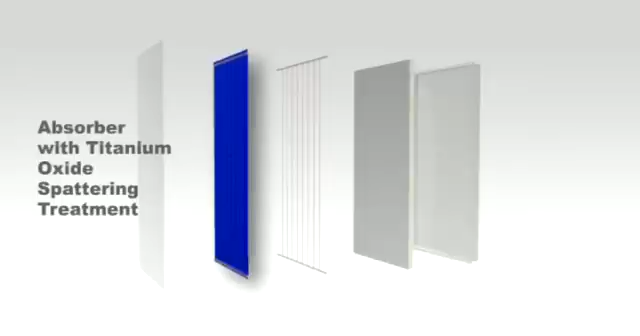 Absorber
with Titanium
Oxide
Spattering
Treatment